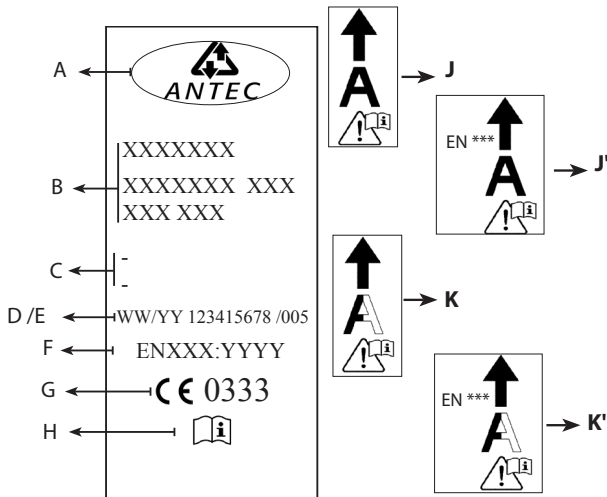 A
ANTEC
B
XXXXXXX
XXXXXXX XXX
XXX XXX
C
-
-
D /E
WW/YY 123415678 /005
F
ENXXX:YYYY
G
CE 0333
H
i
A
i
J
EN ***
A
i
J'
A
i
K
EN ***
A
i
K'